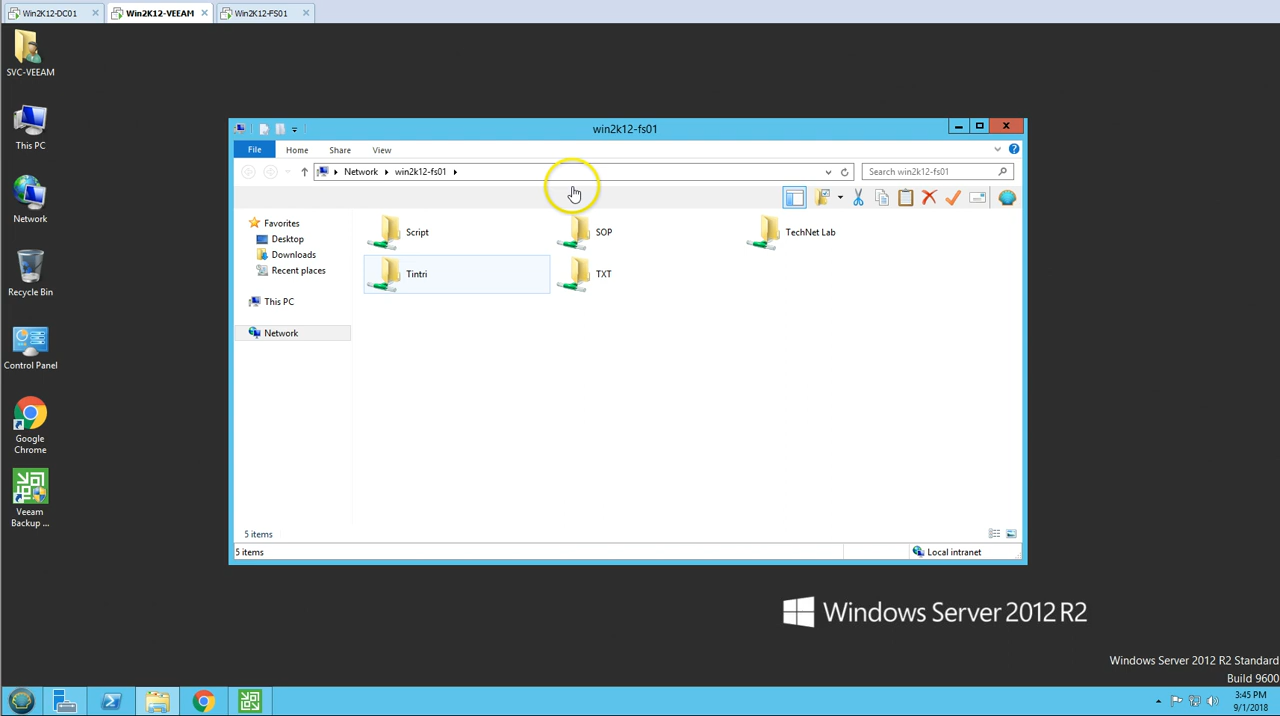 Win2K12-DC01
Win2K12-VEEAM
Win2K12-FS01
SVC-VEEAM
This PC
Network
Recycle Bin
Control Panel
Google
Chrome
Veeam
Backup ...
win2k12-fs01
File
Home
Share
View
Network
win2k12-fs01
Search win2k12-fs01
Favorites
Desktop
Downloads
Recent places
This PC
Network
Script
SOP
TechNet Lab
Tintri
TXT
5 items
5 items
Local intranet
Windows Server 2012 R2
Windows Server 2012 R2 Standard
Build 9600
3:45 PM
9/1/2018